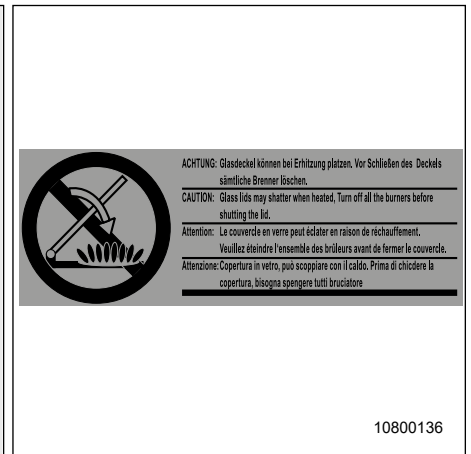 ACHTUNG: Glasdeckel können bei Erhitzung platzen. Vor Schließen des Deckels
sämtliche Brenner löschen.
CAUTION: Glass lids may shatter when heated, Turn off all the burners before
shutting the lid.
Attention: Le couvercle en verre peut éclater en raison de réchauffement.
Veuillez éteindre l'ensemble des brûleurs avant de fermer le couvercle.
Attenzione: Copertura in vetro, può scoppiare con il caldo. Prima di chicdere la
copertura, bisogna spengere tutti bruciatore
10800136